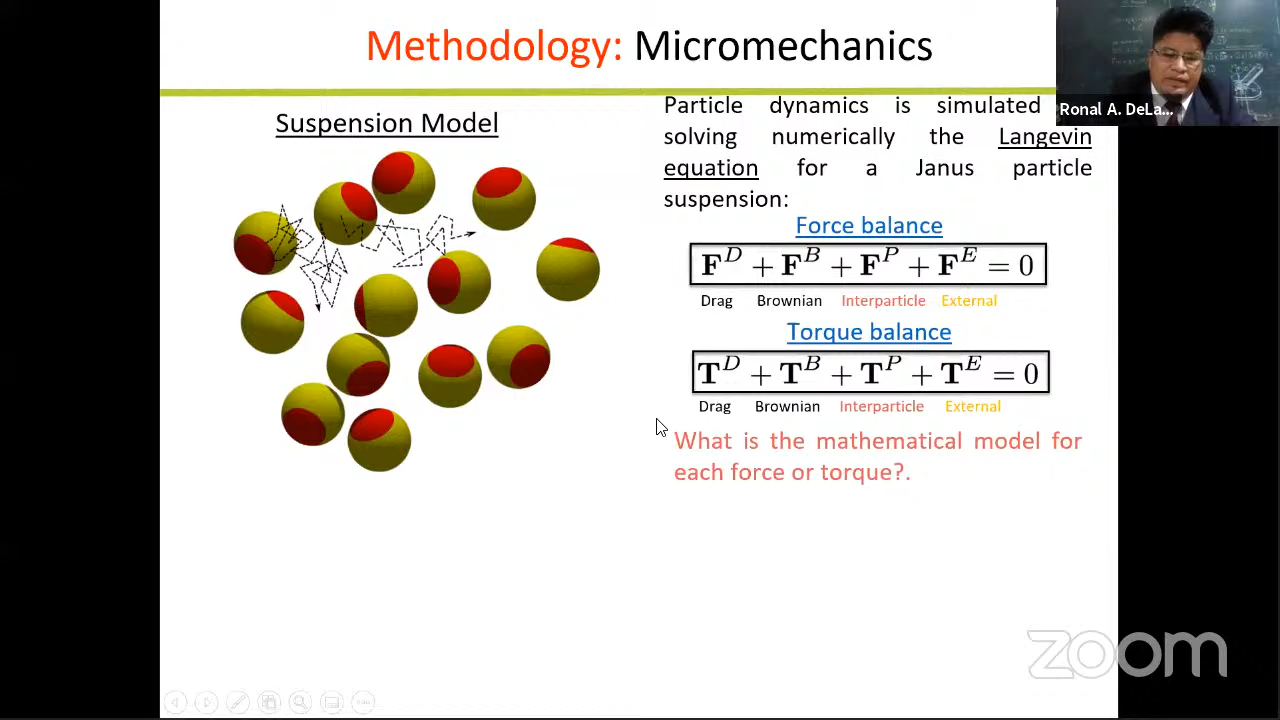 Methodology: Micromechanics
Ronal A. DeLa...
Suspension Model
Particle dynamics is simulated
solving numerically the Langevin
equation for a Janus particle
suspension:
Force balance
F^D + F^B + F^P + F^E = 0
Drag Brownian Interparticle External
Torque balance
T^D + T^B + T^P + T^E = 0
Drag Brownian Interparticle External
What is the mathematical model for
each force or torque?.
zoom